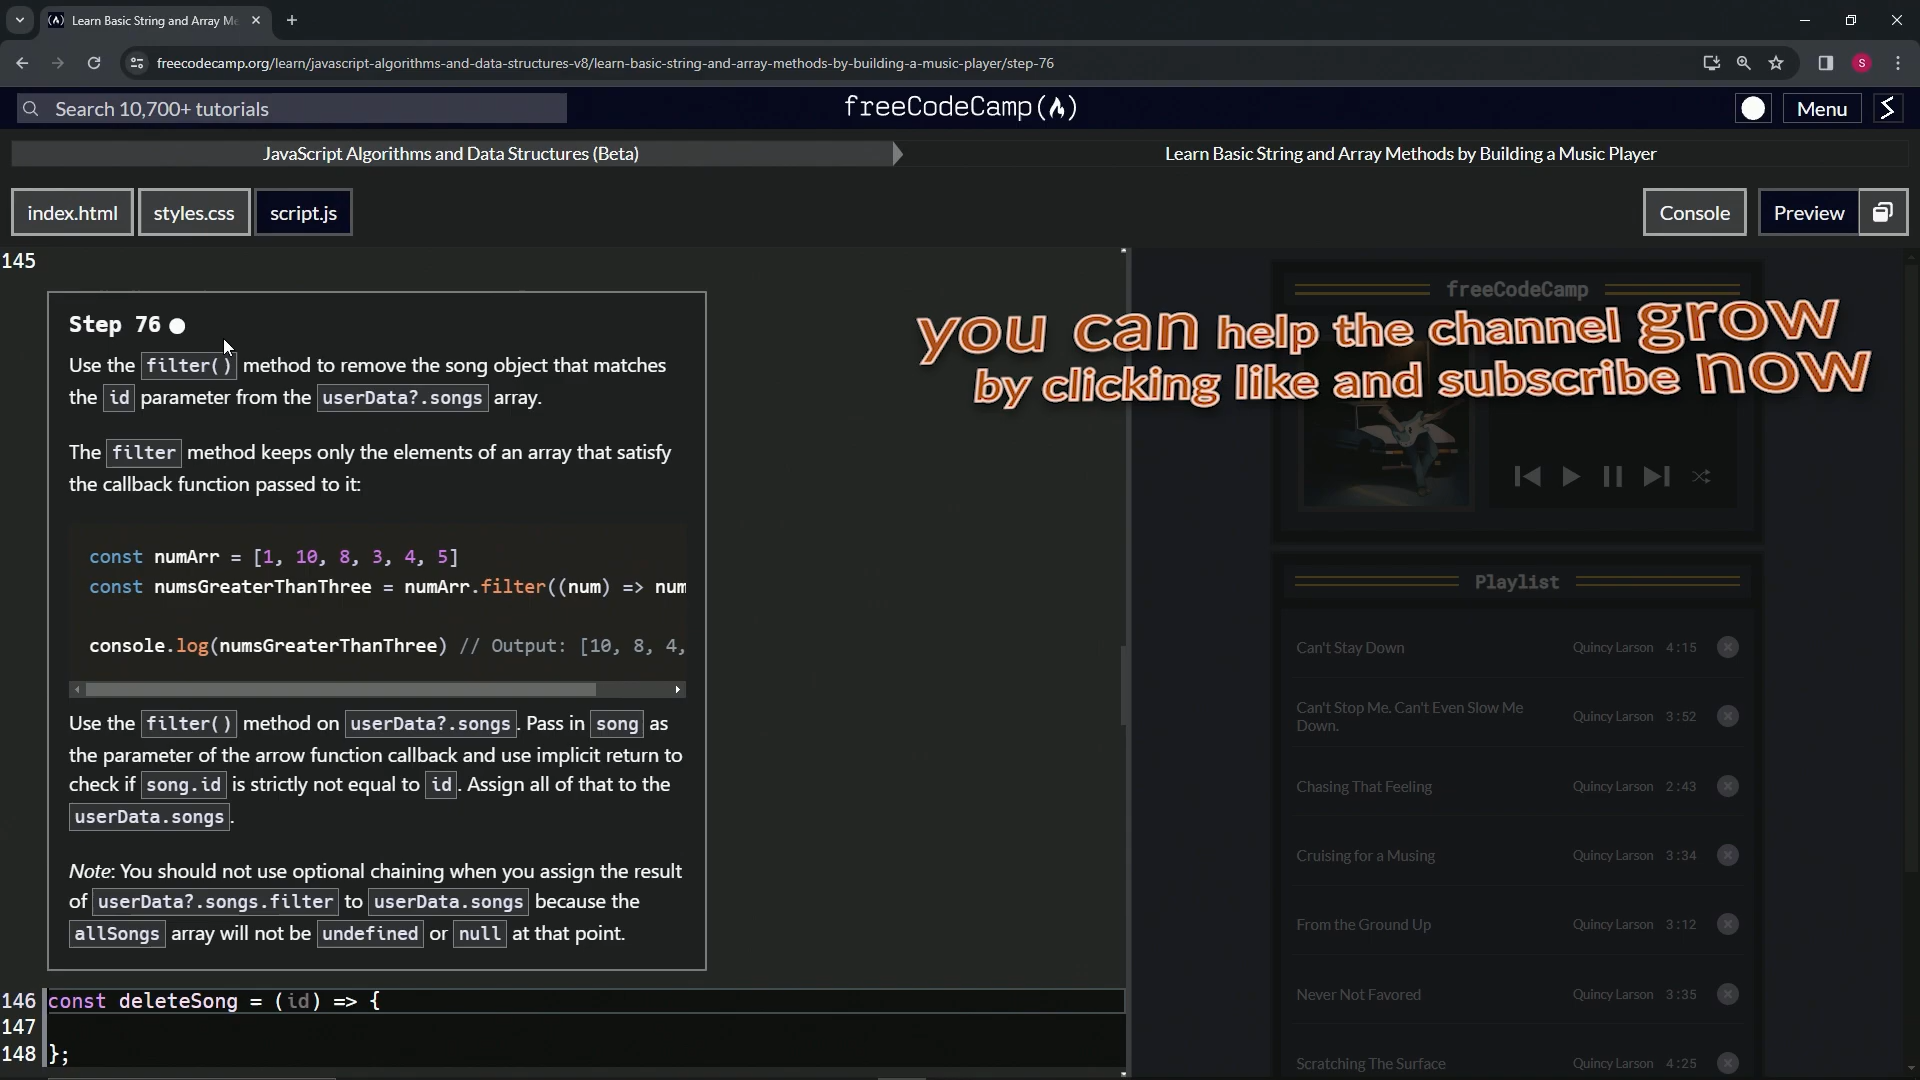 Learn Basic String and Array Me
freecodecamp.org/learn/javascript-algorithms-and-data-structures-v8/learn-basic-string-and-array-methods-by-building-a-music-player/step-76
S
Search 10,700+ tutorials
freeCodeCamp(🔥)
Menu
JavaScript Algorithms and Data Structures (Beta)
Learn Basic String and Array Methods by Building a Music Player
index.html
styles.css
script.js
Console
Preview
145
Step 76
Use the filter() method to remove the song object that matches
the id parameter from the userData?.songs array.
The filter method keeps only the elements of an array that satisfy
the callback function passed to it:
const numArr = [1, 10, 8, 3, 4, 5]
const numsGreaterThanThree = numArr.filter((num) => num
console.log(numsGreaterThanThree) // Output: [10, 8, 4,
Use the filter() method on userData?.songs. Pass in song as
the parameter of the arrow function callback and use implicit return to
check if song.id is strictly not equal to id. Assign all of that to the
userData.songs.
Note: You should not use optional chaining when you assign the result
of userData?.songs.filter to userData.songs because the
allSongs array will not be undefined or null at that point.
146 const deleteSong = (id) => {
147
148 };
freeCodeCamp
you can help the channel grow
by clicking like and subscribe now
Playlist
Can't Stay Down Quincy Larson 4:15
Can't Stop Me. Can't Even Slow Me
Down. Quincy Larson 3:52
Chasing That Feeling Quincy Larson 2:43
Cruising for a Musing Quincy Larson 3:34
From the Ground Up Quincy Larson 3:12
Never Not Favored Quincy Larson 3:35
Scratching The Surface Quincy Larson 4:25